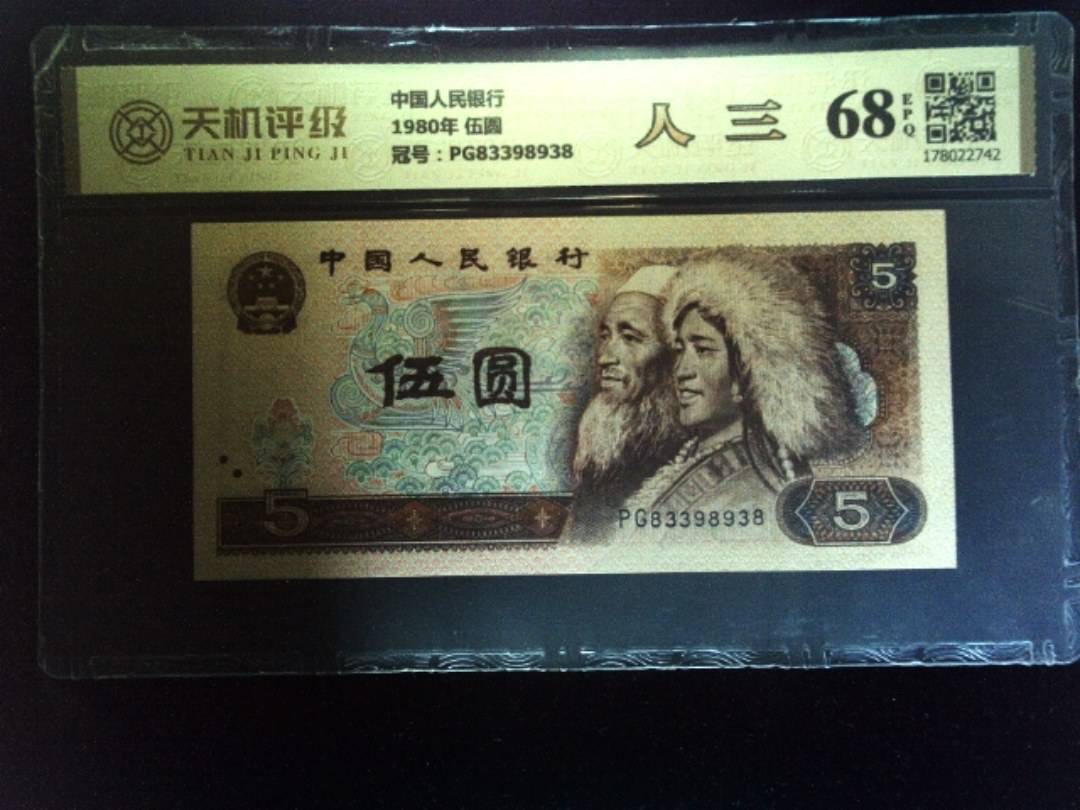 天机评级
TIAN JI PING JI
中国人民银行
1980年 伍圆
冠号：PG83398938
人三
68
EPQ
178022742
中国人民银行
5
伍圆
5
PG83398938
5